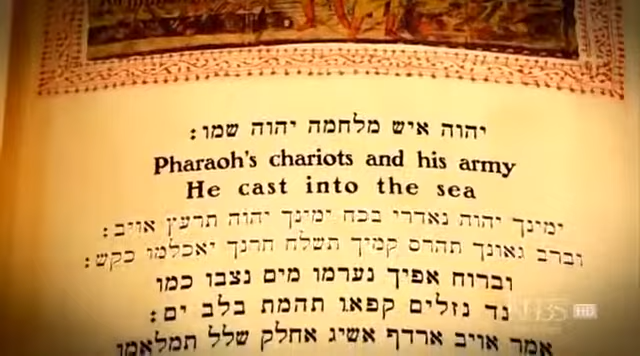 יהוה איש מלחמה יהוה שמו:
Pharaoh's chariots and his army
He cast into the sea
ימינך יהוה נאדרי בכח ימינך יהוה תרעץ אויב:
וברב גאונך תהרס קמיך תשלח חרנך יאכלמו כקש:
וברוח אפיך נערמו מים נצבו כמו
נד נזלים קפאו תהמת בלב ים:
אמר אויב ארדף אשיג אחלק שלל תמלאמו
HD